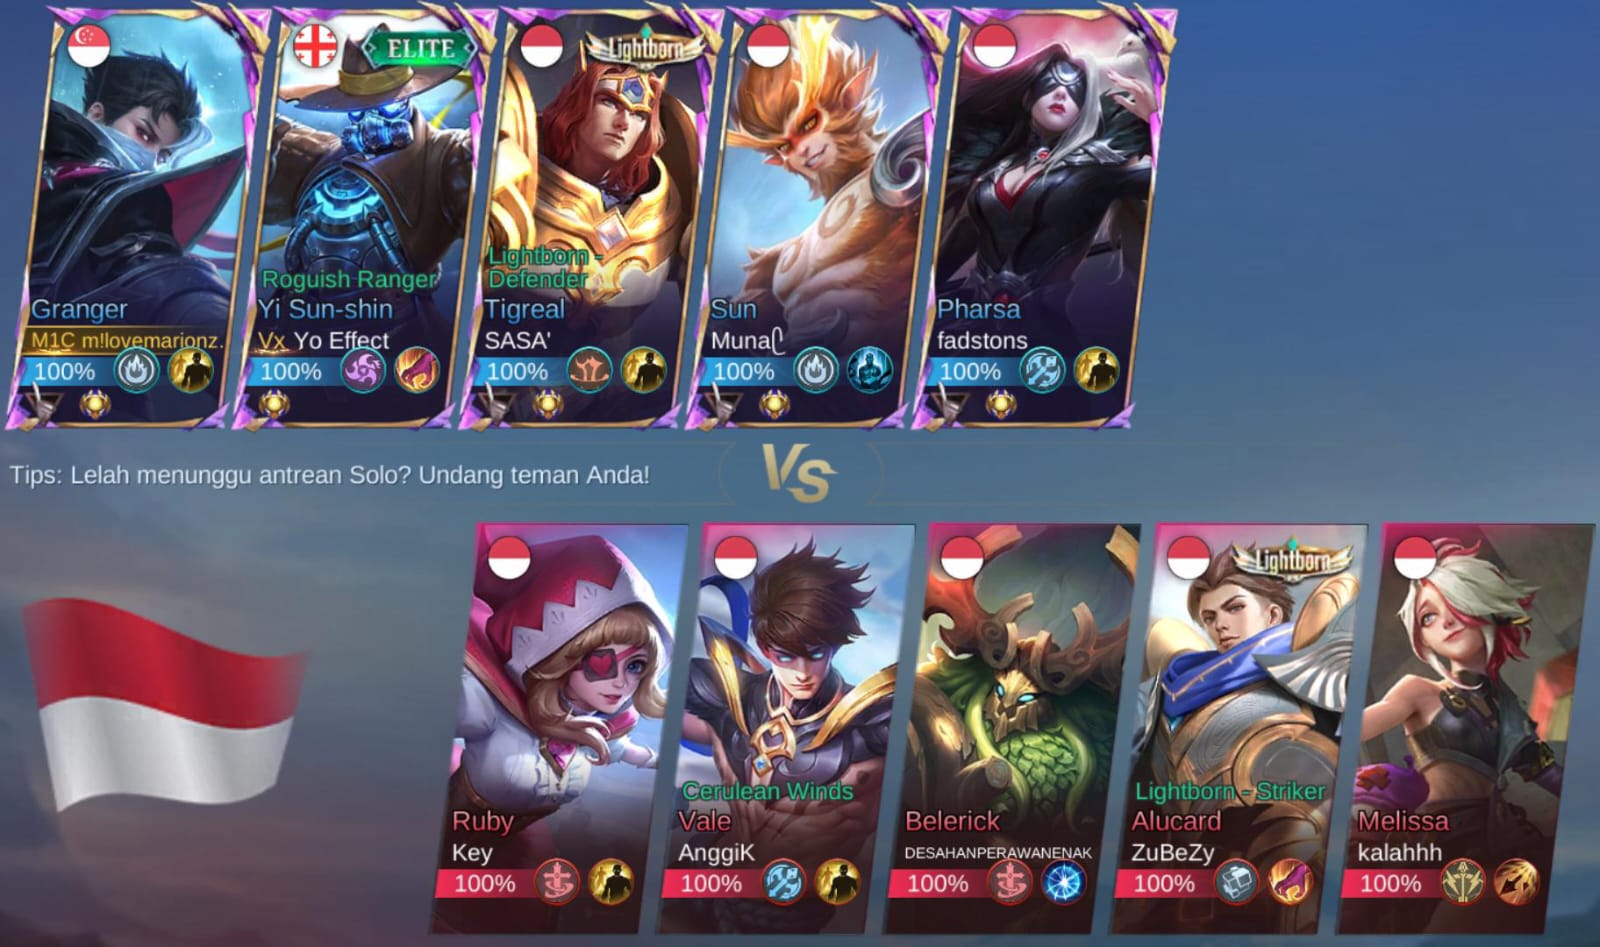 ELITE
Lightborn
Granger
M1C m!lovemarionz.
100%
Roguish Ranger
Yi Sun-shin
Vx Yo Effect
100%
Lightborn -
Defender
Tigreal
SASA'
100%
Sun
Muna
100%
Pharsa
fadstons
100%
Tips: Lelah menunggu antrean Solo? Undang teman Anda!
VS
Ruby
Key
100%
Cerulean Winds
Vale
AnggiK
100%
Belerick
DESAHANPERAWANENAK
100%
Lightborn
Lightborn - Striker
Alucard
ZuBeZy
100%
Melissa
kalahhh
100%